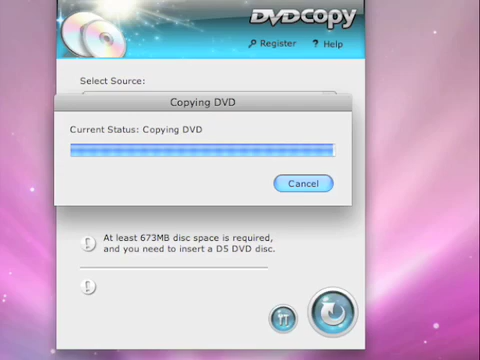 DVDCOPY
Register
? Help
Select Source:
Copying DVD
Current Status: Copying DVD
Cancel
At least 673MB disc space is required,
and you need to insert a D5 DVD disc.